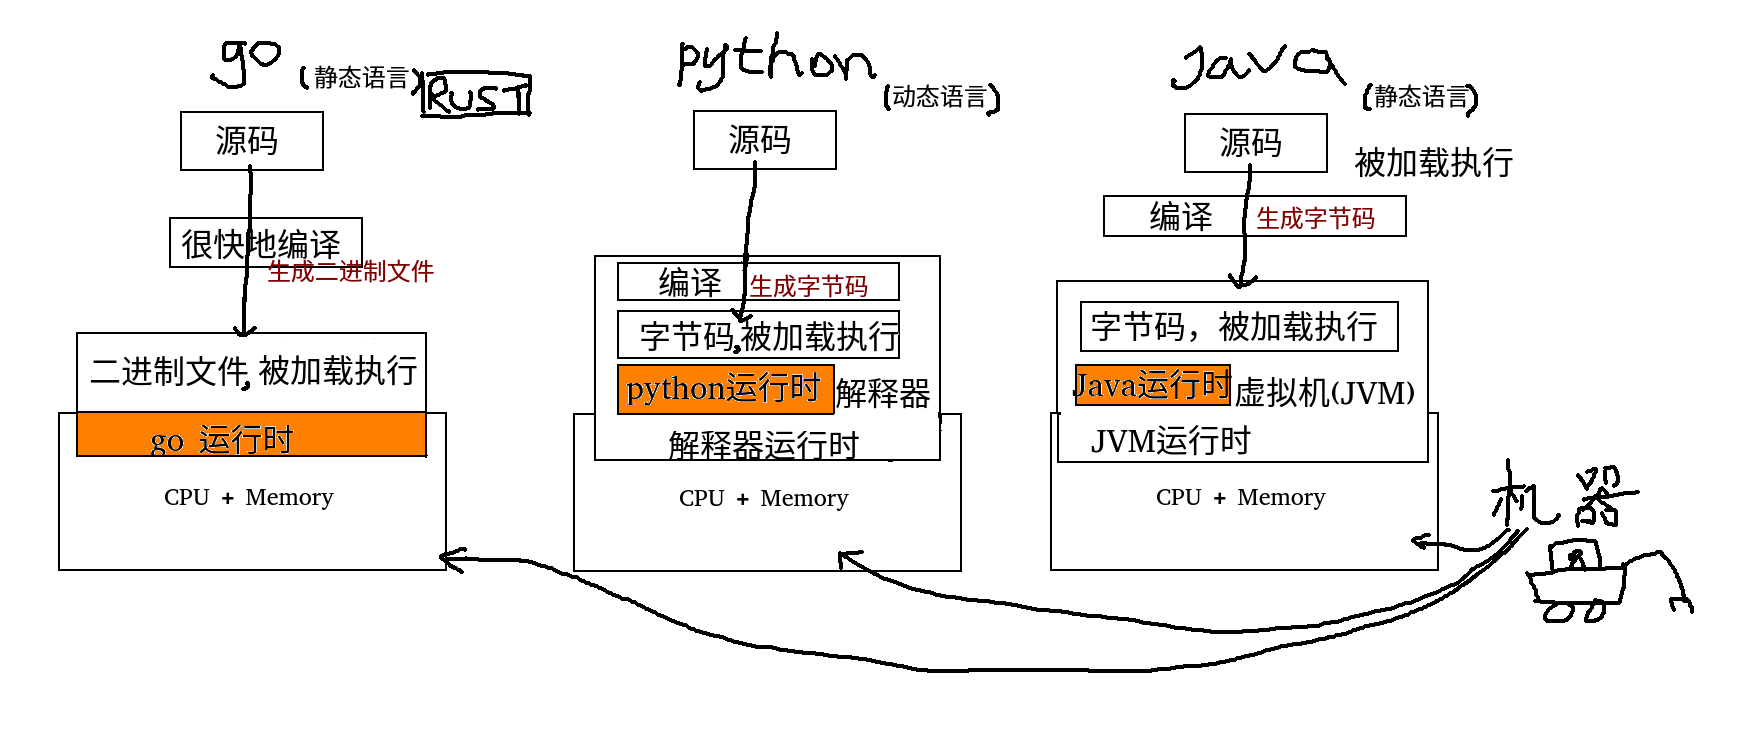 go
(静态语言)
RUST
源码
很快地编译
生成二进制文件
二进制文件,被加载执行
go 运行时
CPU + Memory
python
(动态语言)
源码
编译 生成字节码
字节码,被加载执行
python运行时 解释器
解释器运行时
CPU + Memory
Java
(静态语言)
源码
被加载执行
编译 生成字节码
字节码，被加载执行
Java运行时 虚拟机(JVM)
JVM运行时
CPU + Memory
机器